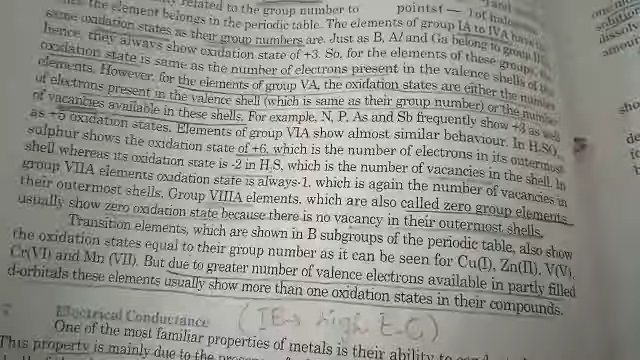 related to the group number to points f
the element belongs in the periodic table. The elements of group IA to IVA have
same oxidation states as their group numbers are. Just as B, Al and Ga belong to group
hence, they always show oxidation state of +3. So, for the elements of these groups,
oxidation state is same as the number of electrons present in the valence shells of the
elements. However, for the elements of group VA, the oxidation states are either the number
of electrons present in the valence shell (which is same as their group number) or the number
of vacancies available in these shells. For example, N, P, As and Sb frequently show +3 as well
as +5 oxidation states. Elements of group VIA show almost similar behaviour. In H₂SO₄,
sulphur shows the oxidation state of +6, which is the number of electrons in its outermost
shell whereas its oxidation state is -2 in H₂S, which is the number of vacancies in the shell. In
group VIIA elements oxidation state is always-1, which is again the number of vacancies in
their outermost shells. Group VIIIA elements, which are also called zero group elements
usually show zero oxidation state because there is no vacancy in their outermost shells.
Transition elements, which are shown in B subgroups of the periodic table, also show
the oxidation states equal to their group number as it can be seen for Cu(I), Zn(II), V(V),
Cr(VI) and Mn (VII). But due to greater number of valence electrons available in partly filled
d-orbitals these elements usually show more than one oxidation states in their compounds.
Electrical Conductance (IE→ high E.C)
One of the most familiar properties of metals is their ability to
This property is mainly due to the